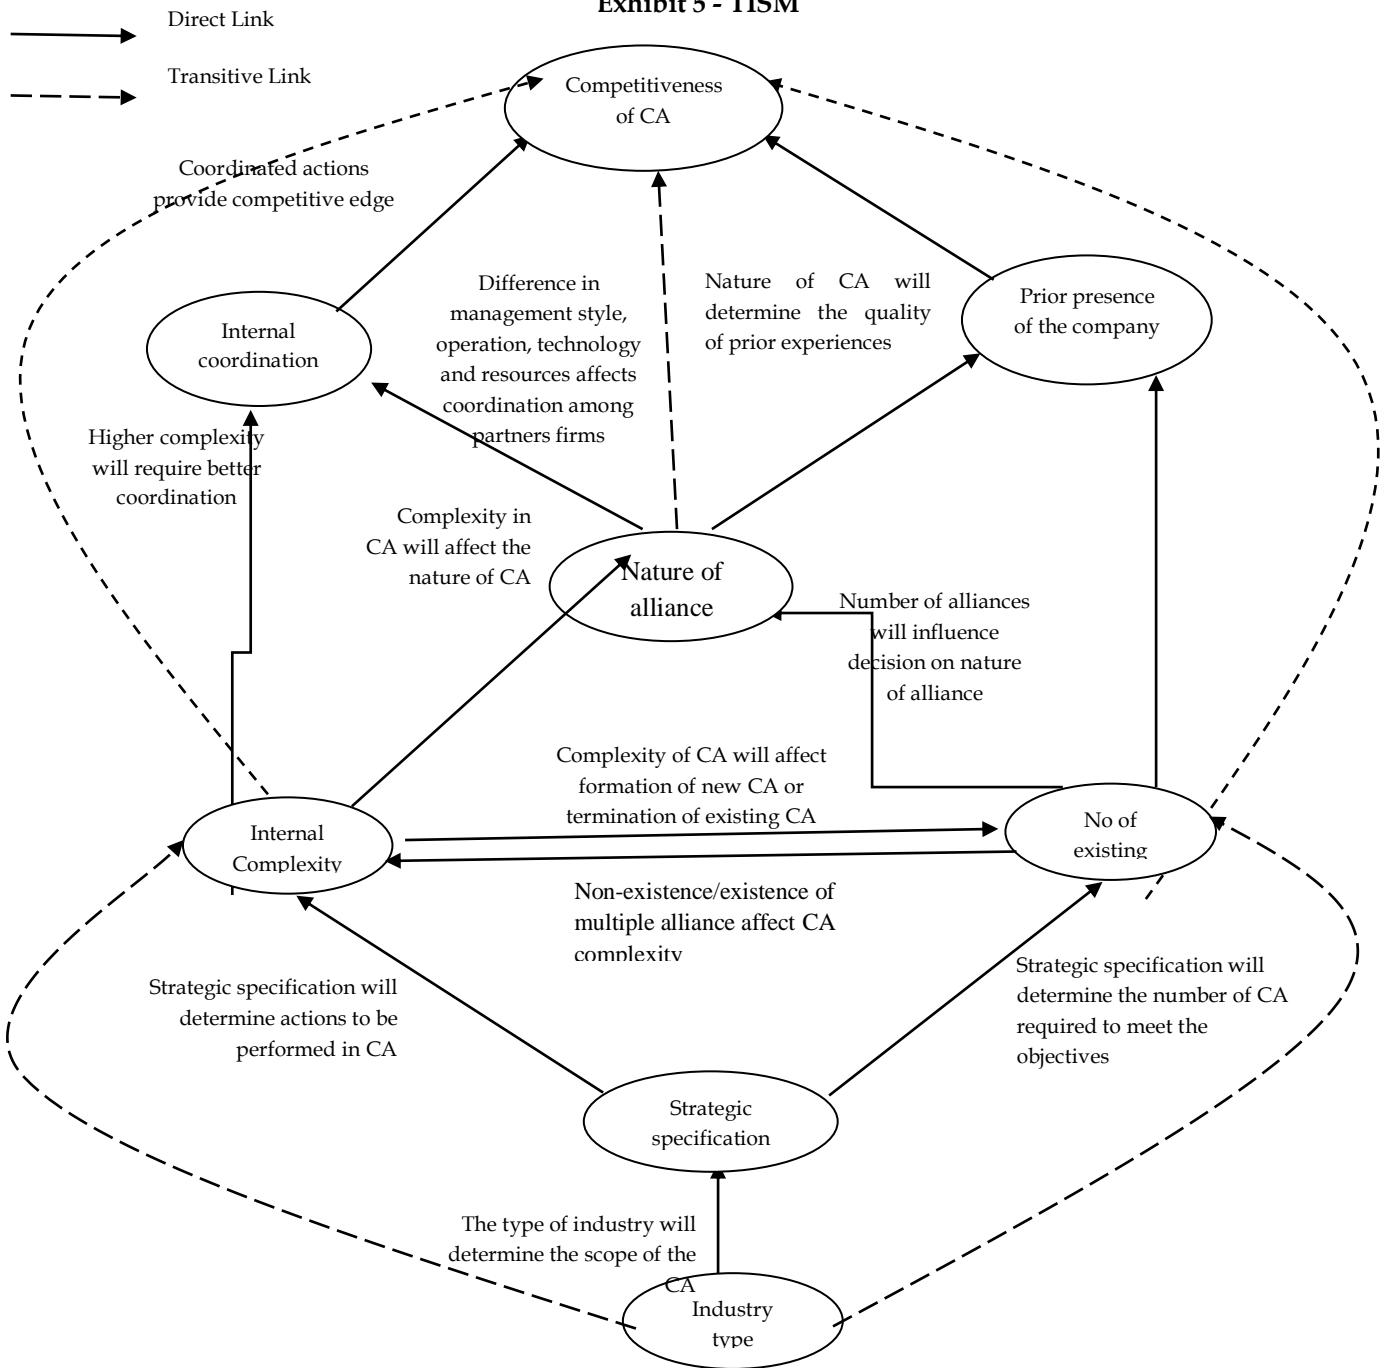 Exhibit 5 - TISM
Direct Link
Transitive Link
Competitiveness
of CA
Coordinated actions
provide competitive edge
Difference in
management style,
operation, technology
and resources affects
coordination among
partners firms
Nature of CA will
determine the quality
of prior experiences
Prior presence
of the company
Internal
coordination
Higher complexity
will require better
coordination
Complexity in
CA will affect the
nature of CA
Nature of
alliance
Number of alliances
will influence
decision on nature
of alliance
Complexity of CA will affect
formation of new CA or
termination of existing CA
Internal
Complexity
No of
existing
Non-existence/existence of
multiple alliance affect CA
complexity
Strategic specification will
determine actions to be
performed in CA
Strategic specification will
determine the number of CA
required to meet the
objectives
Strategic
specification
The type of industry will
determine the scope of the
CA
Industry
type